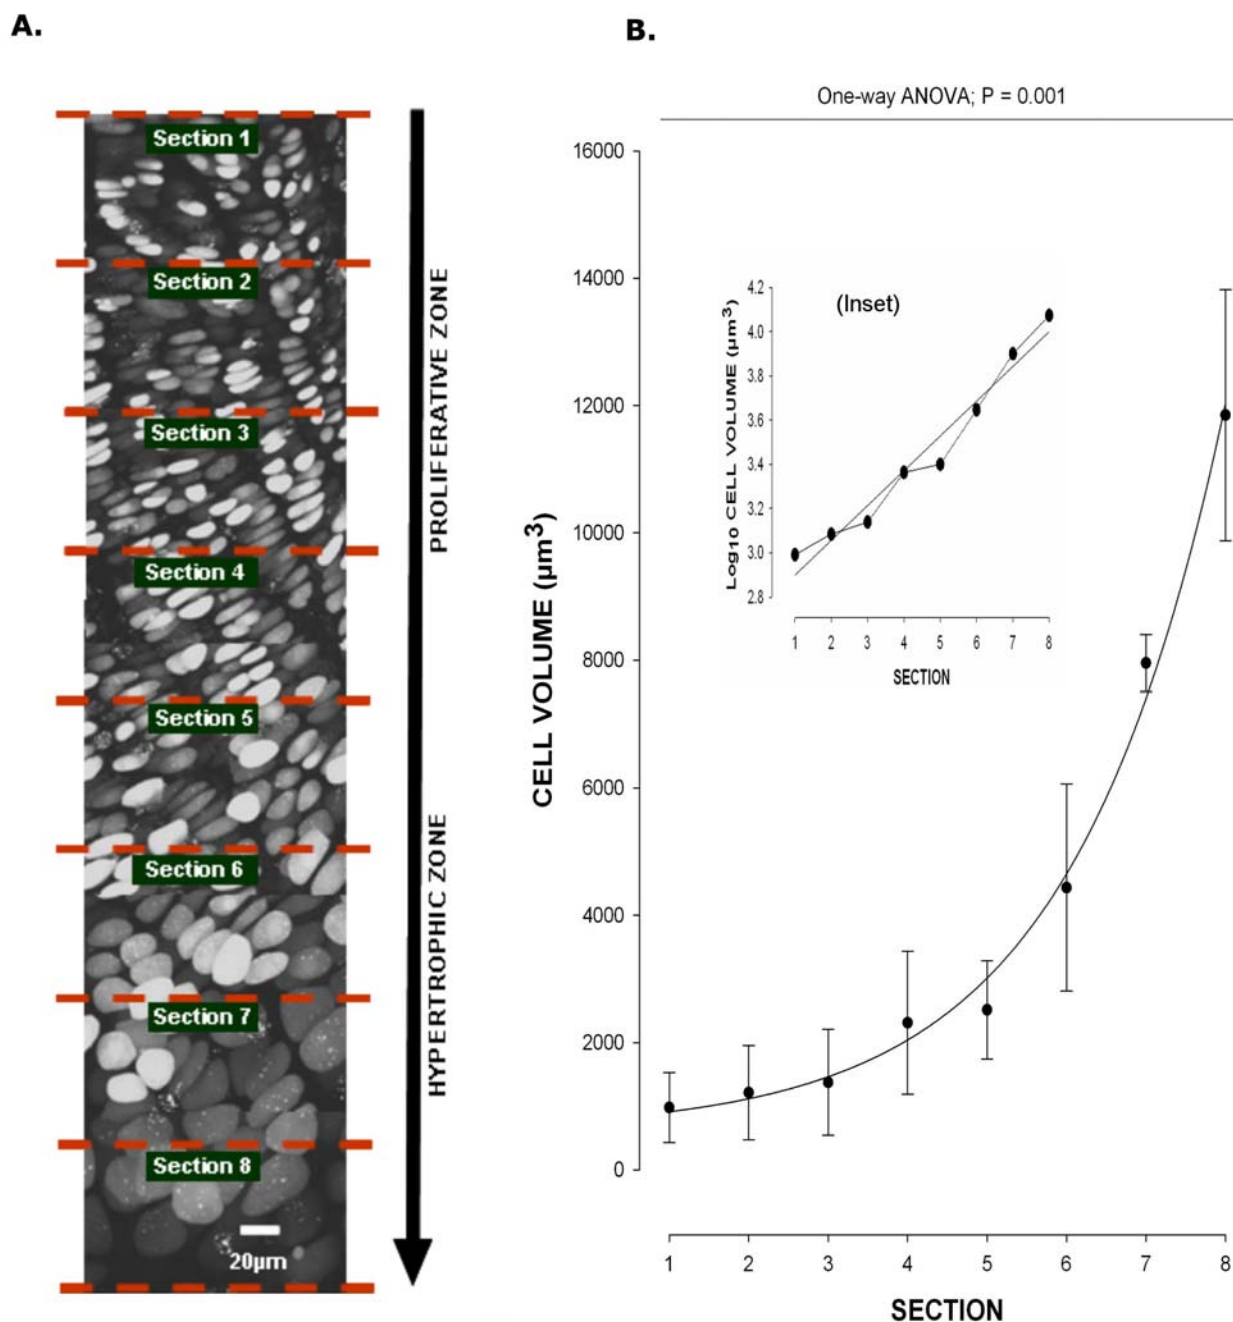 A.
Section 1
Section 2
Section 3
Section 4
Section 5
Section 6
Section 7
Section 8
20µm
PROLIFERATIVE ZONE
HYPERTROPHIC ZONE
B.
One-way ANOVA; P = 0.001
16000
14000
12000
10000
8000
6000
4000
2000
0
CELL VOLUME (µm³)
1 2 3 4 5 6 7 8
SECTION
(Inset)
4.2
4.0
3.8
3.6
3.4
3.2
3.0
2.8
Log₁₀ CELL VOLUME (µm³)
1 2 3 4 5 6 7 8
SECTION